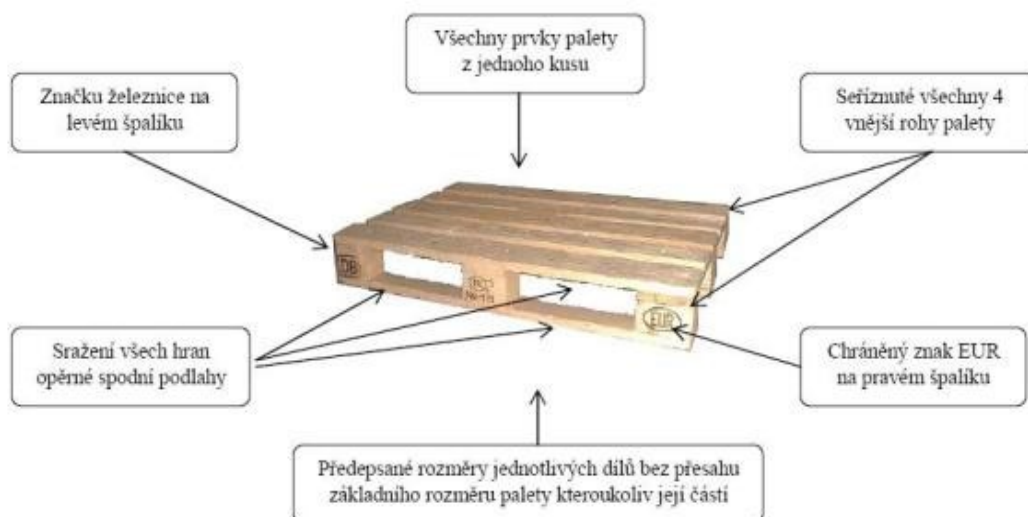 Všechny prvky palety
z jednoho kusu
Značku železnice na
levém špalíku
Seříznuté všechny 4
vnější rohy palety
DB
EUR
Sražení všech hran
opěrné spodní podlahy
Chráněný znak EUR
na pravém špalíku
Předepsané rozměry jednotlivých dílů bez přesahu
základního rozměru palety kteroukoliv její částí